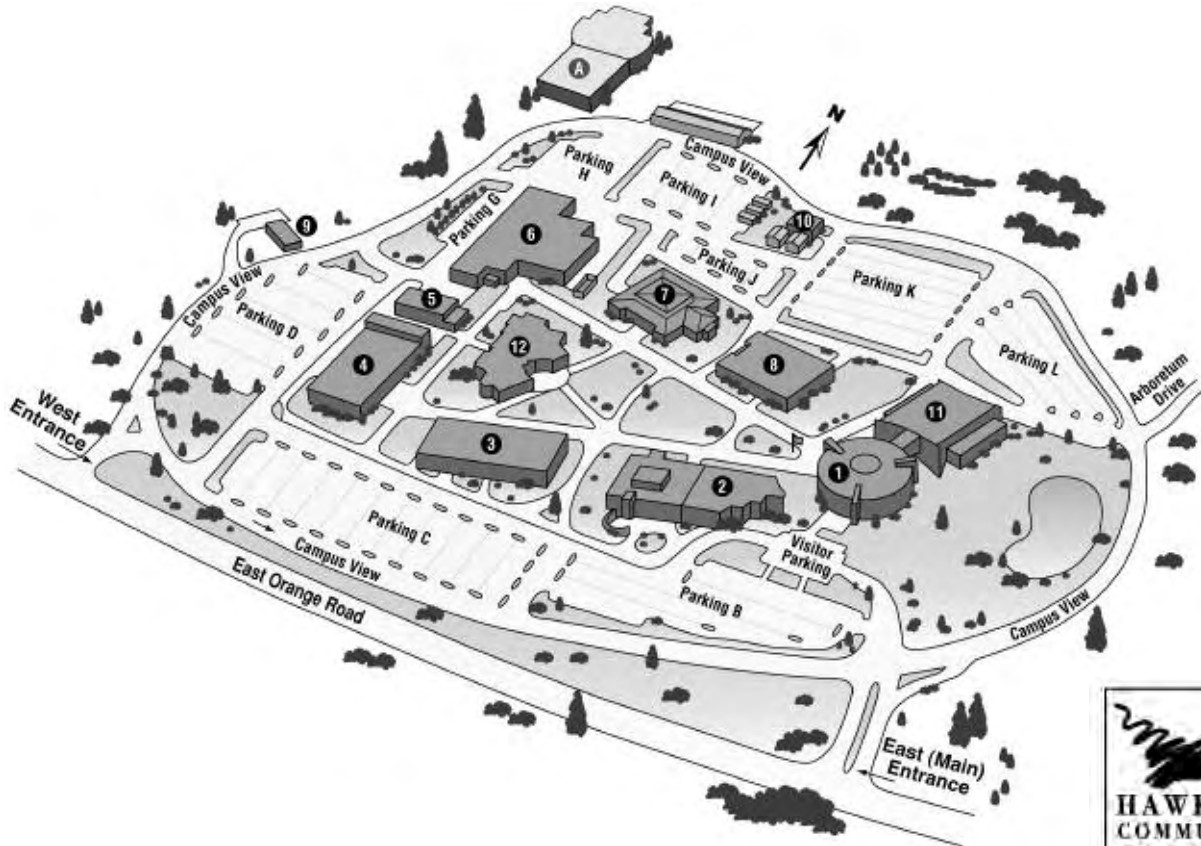 A
N
Campus View
Parking
H
Parking I
Parking G
9
6
10
Parking J
7
Parking K
Campus View
Parking D
5
4
12
8
Parking L
Arboretum
Drive
West
Entrance
3
11
1
2
Parking C
Visitor
Parking
Campus View
Parking B
East Orange Road
Campus View
East (Main)
Entrance
HAWK
COMMU